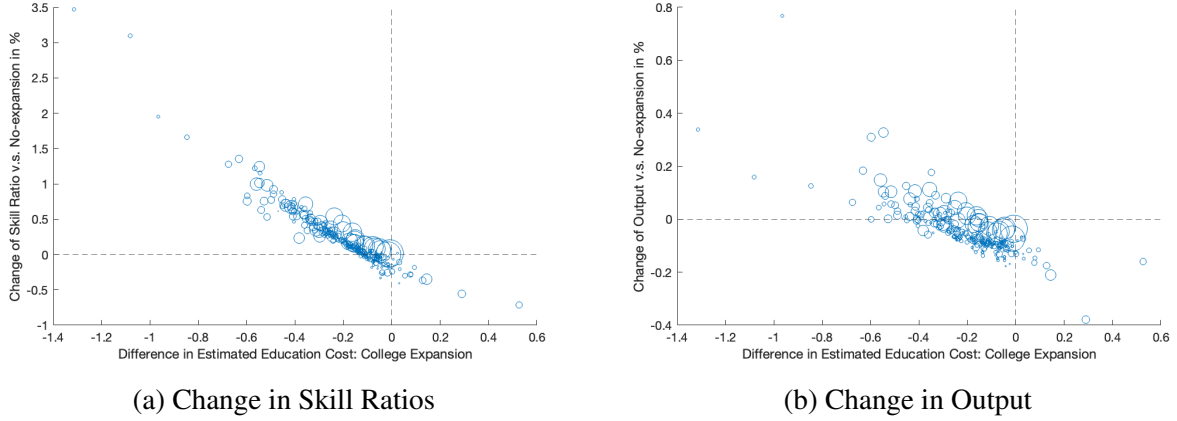 3.5
3
2.5
2
1.5
1
0.5
0
-0.5
-1
Change of Skill Ratio v.s. No-expansion in %
-1.4 -1.2 -1 -0.8 -0.6 -0.4 -0.2 0 0.2 0.4 0.6
Difference in Estimated Education Cost: College Expansion
(a) Change in Skill Ratios
0.8
0.6
0.4
0.2
0
-0.2
-0.4
Change of Output v.s. No-expansion in %
-1.4 -1.2 -1 -0.8 -0.6 -0.4 -0.2 0 0.2 0.4 0.6
Difference in Estimated Education Cost: College Expansion
(b) Change in Output